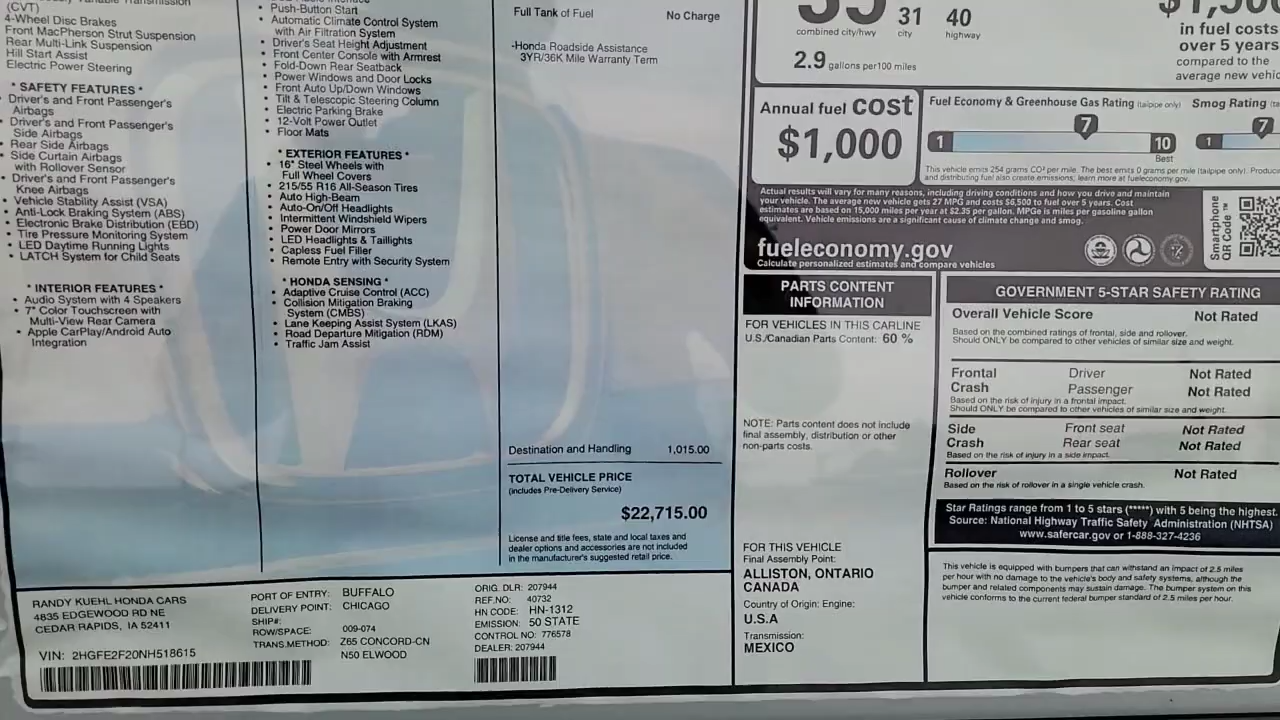 (CVT)
4-Wheel Disc Brakes
Front MacPherson Strut Suspension
Rear Multi-Link Suspension
Hill Start Assist
Electric Power Steering
* SAFETY FEATURES *
Driver's and Front Passenger's
Airbags
• Driver's and Front Passenger's
Side Airbags
• Rear Side Airbags
• Side Curtain Airbags
with Rollover Sensor
• Driver's and Front Passenger's
Knee Airbags
• Vehicle Stability Assist (VSA)
• Anti-Lock Braking System (ABS)
• Electronic Brake Distribution (EBD)
• Tire Pressure Monitoring System
• LED Daytime Running Lights
• LATCH System for Child Seats
* INTERIOR FEATURES *
• Audio System with 4 Speakers
• 7" Color Touchscreen with
Multi-View Rear Camera
• Apple CarPlay/Android Auto
Integration
• Push-Button Start
• Automatic Climate Control System
with Air Filtration System
• Driver's Seat Height Adjustment
• Front Center Console with Armrest
• Fold-Down Rear Seatback
• Power Windows and Door Locks
• Front Auto Up/Down Windows
• Tilt & Telescopic Steering Column
• Electric Parking Brake
• 12-Volt Power Outlet
• Floor Mats
* EXTERIOR FEATURES *
• 16" Steel Wheels with
Full Wheel Covers
• 215/55 R16 All-Season Tires
• Auto High-Beam
• Auto-On/Off Headlights
• Intermittent Windshield Wipers
• Power Door Mirrors
• LED Headlights & Taillights
• Capless Fuel Filler
• Remote Entry with Security System
* HONDA SENSING *
• Adaptive Cruise Control (ACC)
• Collision Mitigation Braking
System (CMBS)
• Lane Keeping Assist System (LKAS)
• Road Departure Mitigation (RDM)
• Traffic Jam Assist
Full Tank of Fuel No Charge
-Honda Roadside Assistance
3YR/36K Mile Warranty Term
Destination and Handling 1,015.00
TOTAL VEHICLE PRICE
(includes Pre-Delivery Service)
$22,715.00
License and title fees, state and local taxes and
dealer options and accessories are not included
in the manufacturer's suggested retail price.
31 40
combined city/hwy city highway
2.9 gallons per 100 miles
in fuel costs
over 5 years
compared to the
average new
Annual fuel cost
$1,000
Fuel Economy & Greenhouse Gas Rating (tailpipe only) Smog Rating
7 7
1 10 1
Best
This vehicle emits 254 grams CO² per mile. The best emits 0 grams per mile (tailpipe only).
and distributing fuel also create emissions; learn more at fueleconomy.gov.
Actual results will vary for many reasons, including driving conditions and how you drive and maintain
your vehicle. The average new vehicle gets 27 MPG and costs $6,500 to fuel over 5 years. Cost
estimates are based on 15,000 miles per year at $2.35 per gallon. MPGe is miles per gasoline gallon
equivalent. Vehicle emissions are a significant cause of climate change and smog.
fueleconomy.gov
Calculate personalized estimates and compare vehicles
Smartphone
QR Code ™
PARTS CONTENT
INFORMATION
FOR VEHICLES IN THIS CARLINE
U.S./Canadian Parts Content: 60 %
NOTE: Parts content does not include
final assembly, distribution or other
non-parts costs.
FOR THIS VEHICLE
Final Assembly Point:
ALLISTON, ONTARIO
CANADA
Country of Origin: Engine:
U.S.A
Transmission:
MEXICO
GOVERNMENT 5-STAR SAFETY RATING
Overall Vehicle Score Not Rated
Based on the combined ratings of frontal, side and rollover.
Should ONLY be compared to other vehicles of similar size and weight.
Frontal Driver Not Rated
Crash Passenger Not Rated
Based on the risk of injury in a frontal impact.
Should ONLY be compared to other vehicles of similar size and weight.
Side Front seat Not Rated
Crash Rear seat Not Rated
Based on the risk of injury in a side impact.
Rollover Not Rated
Based on the risk of rollover in a single vehicle crash.
Star Ratings range from 1 to 5 stars (*****) with 5 being the highest.
Source: National Highway Traffic Safety Administration (NHTSA)
www.safercar.gov or 1-888-327-4236
This vehicle is equipped with bumpers that can withstand an impact of 2.5 miles
per hour with no damage to the vehicle's body and safety systems, although the
bumper and related components may sustain damage. The bumper system on this
vehicle conforms to the current federal bumper standard of 2.5 miles per hour.
RANDY KUEHL HONDA CARS
4835 EDGEWOOD RD NE
CEDAR RAPIDS, IA 52411
VIN: 2HGFE2F20NH518615
PORT OF ENTRY: BUFFALO
DELIVERY POINT: CHICAGO
SHIP#:
ROW/SPACE: 009-074
TRANS.METHOD: Z65 CONCORD-CN
N50 ELWOOD
ORIG. DLR: 207944
REF.NO: 40732
HN CODE: HN-1312
EMISSION: 50 STATE
CONTROL NO: 776578
DEALER: 207944